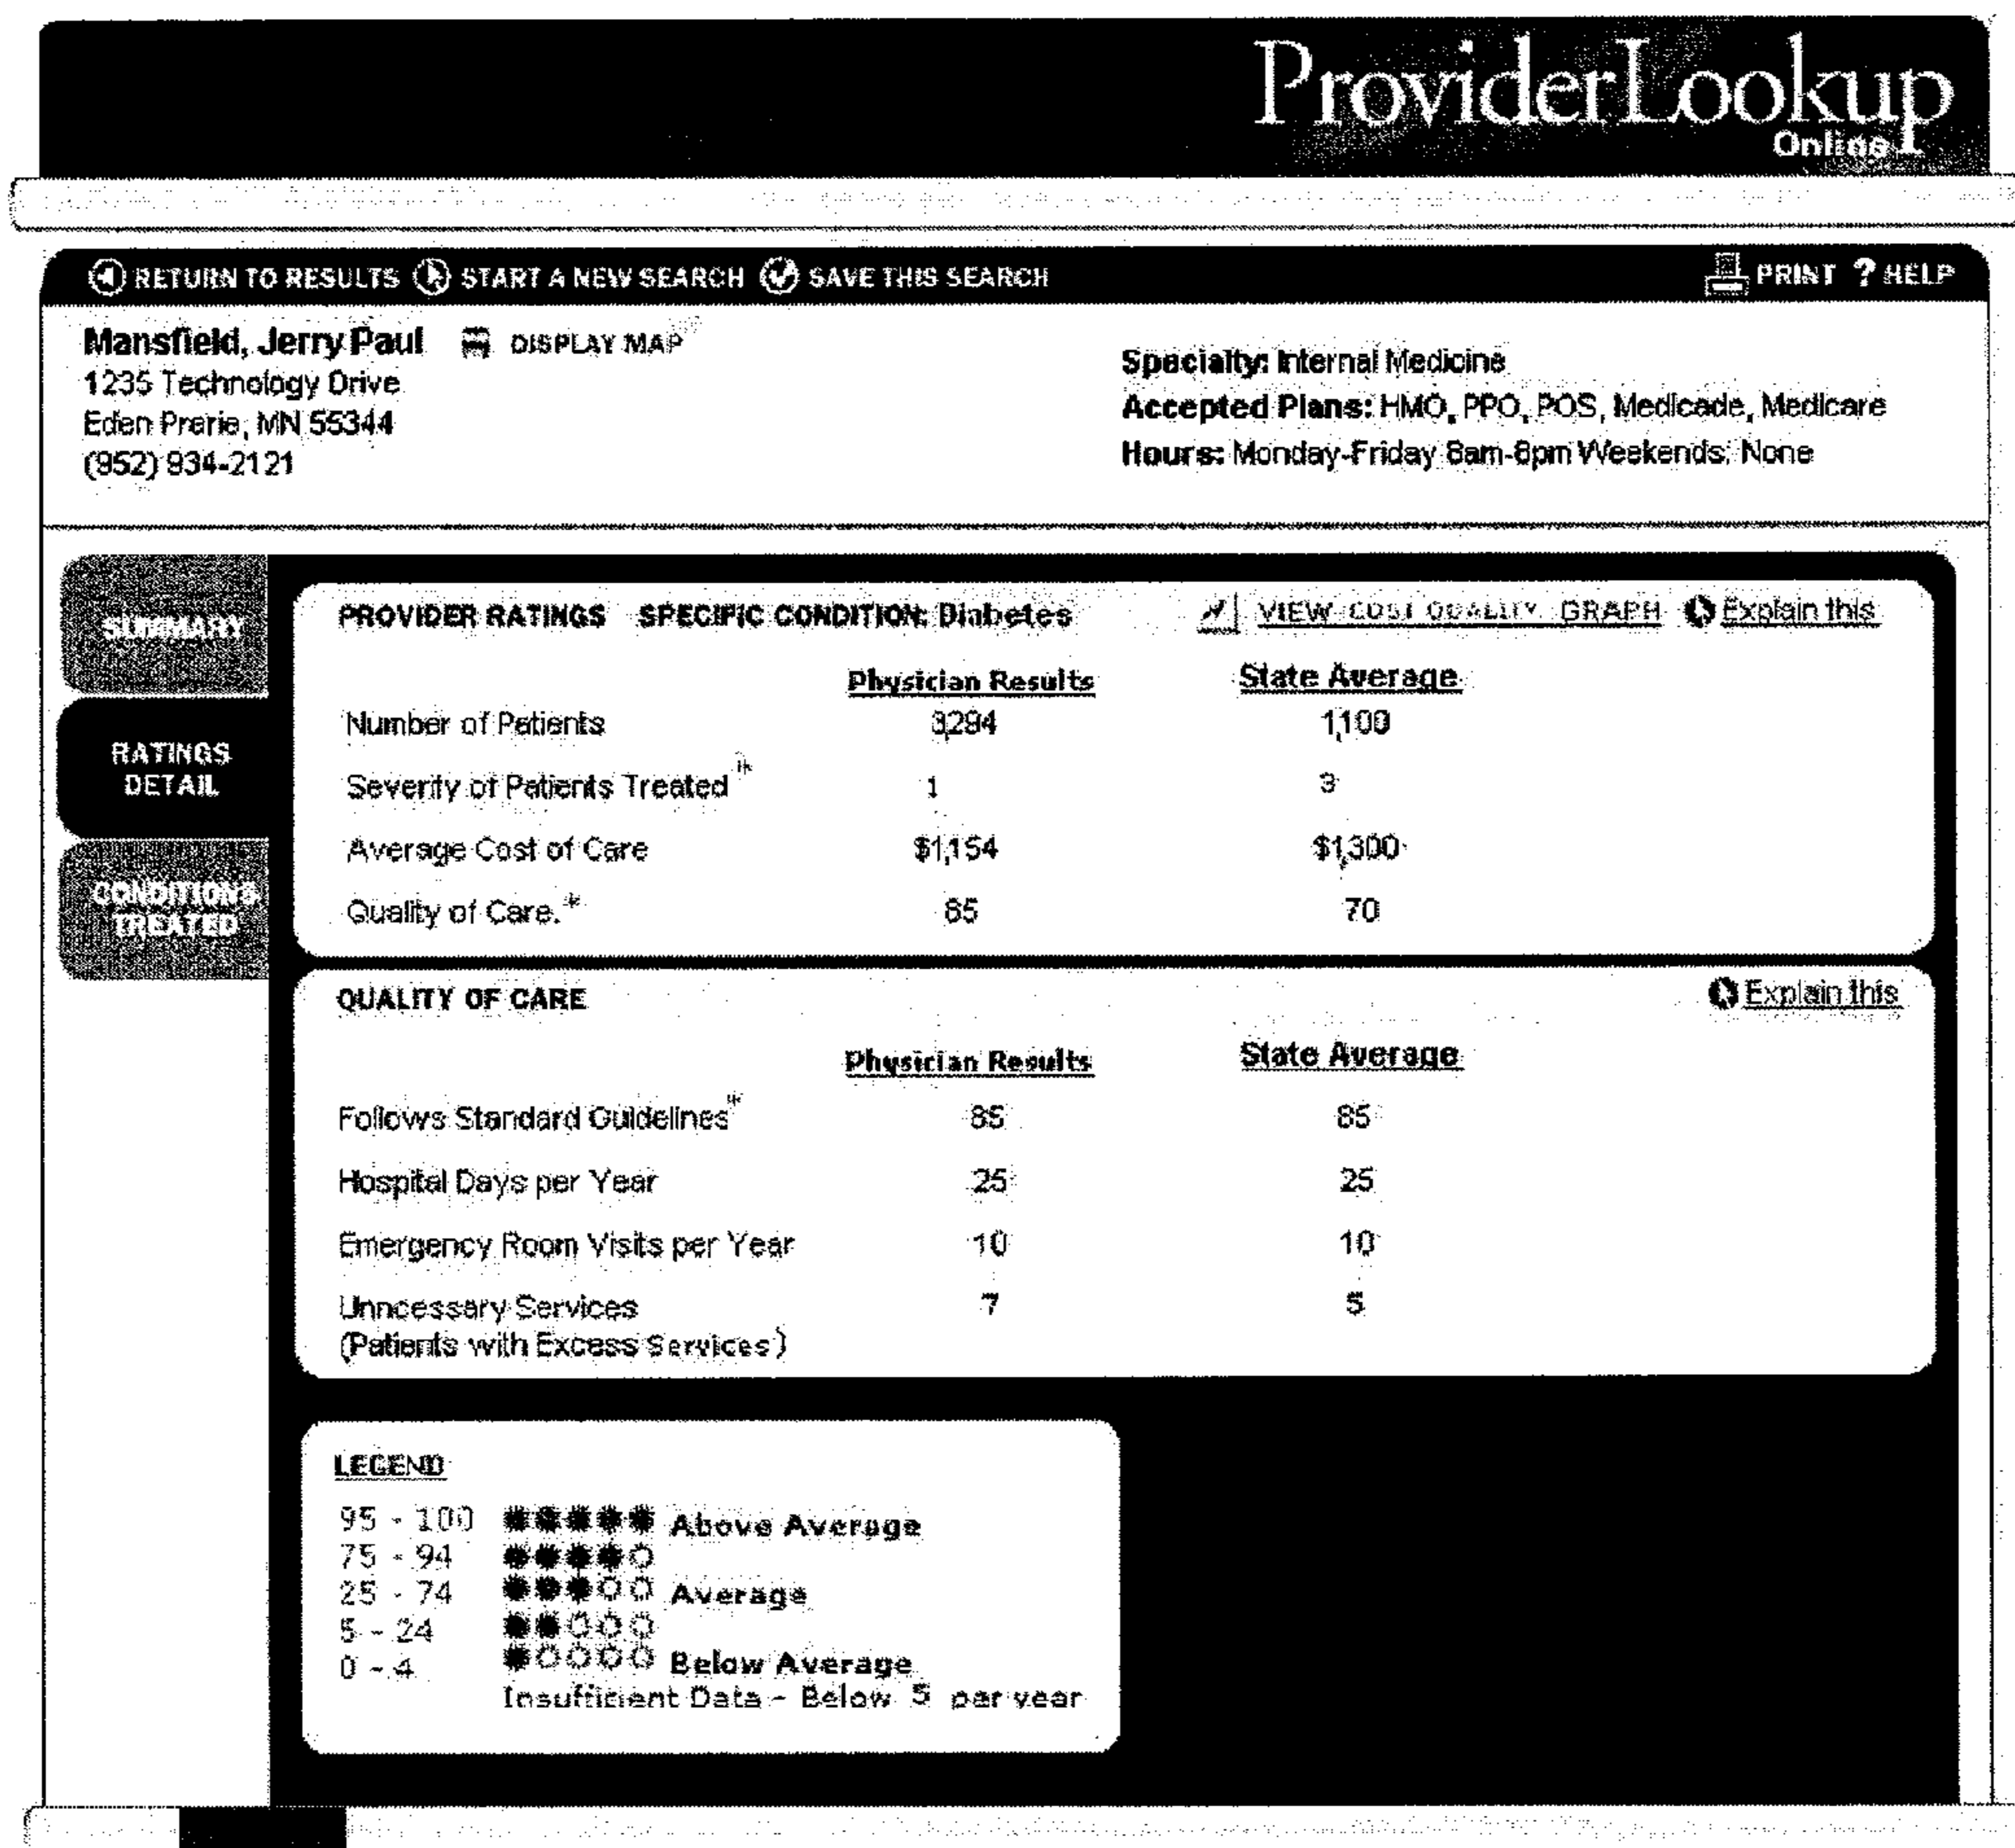 ProviderLookup
Online
RETURN TO RESULTS START A NEW SEARCH SAVE THIS SEARCH PRINT ? HELP
Mansfield, Jerry Paul DISPLAY MAP
1235 Technology Drive
Eden Prarie, MN 55344
(952) 934-2121
Specialty: Internal Medicine
Accepted Plans: HMO, PPO, POS, Medicade, Medicare
Hours: Monday-Friday 8am-8pm Weekends; None
SUMMARY
RATINGS
DETAIL
CONDITIONS
TREATED
PROVIDER RATINGS SPECIFIC CONDITION: Diabetes VIEW COST QUALITY GRAPH Explain this
Physician Results State Average
Number of Patients 3,294 1,100
Severity of Patients Treated* 1 3
Average Cost of Care $1,154 $1,300
Quality of Care.* 85 70
QUALITY OF CARE Explain this
Physician Results State Average
Follows Standard Guidelines* 85 85
Hospital Days per Year 25 25
Emergency Room Visits per Year 10 10
Unncessary Services 7 5
(Patients with Excess Services)
LEGEND
95 - 100 Above Average
75 - 94
25 - 74 Average
5 - 24
0 - 4 Below Average
Insufficient Data - Below 5 per year